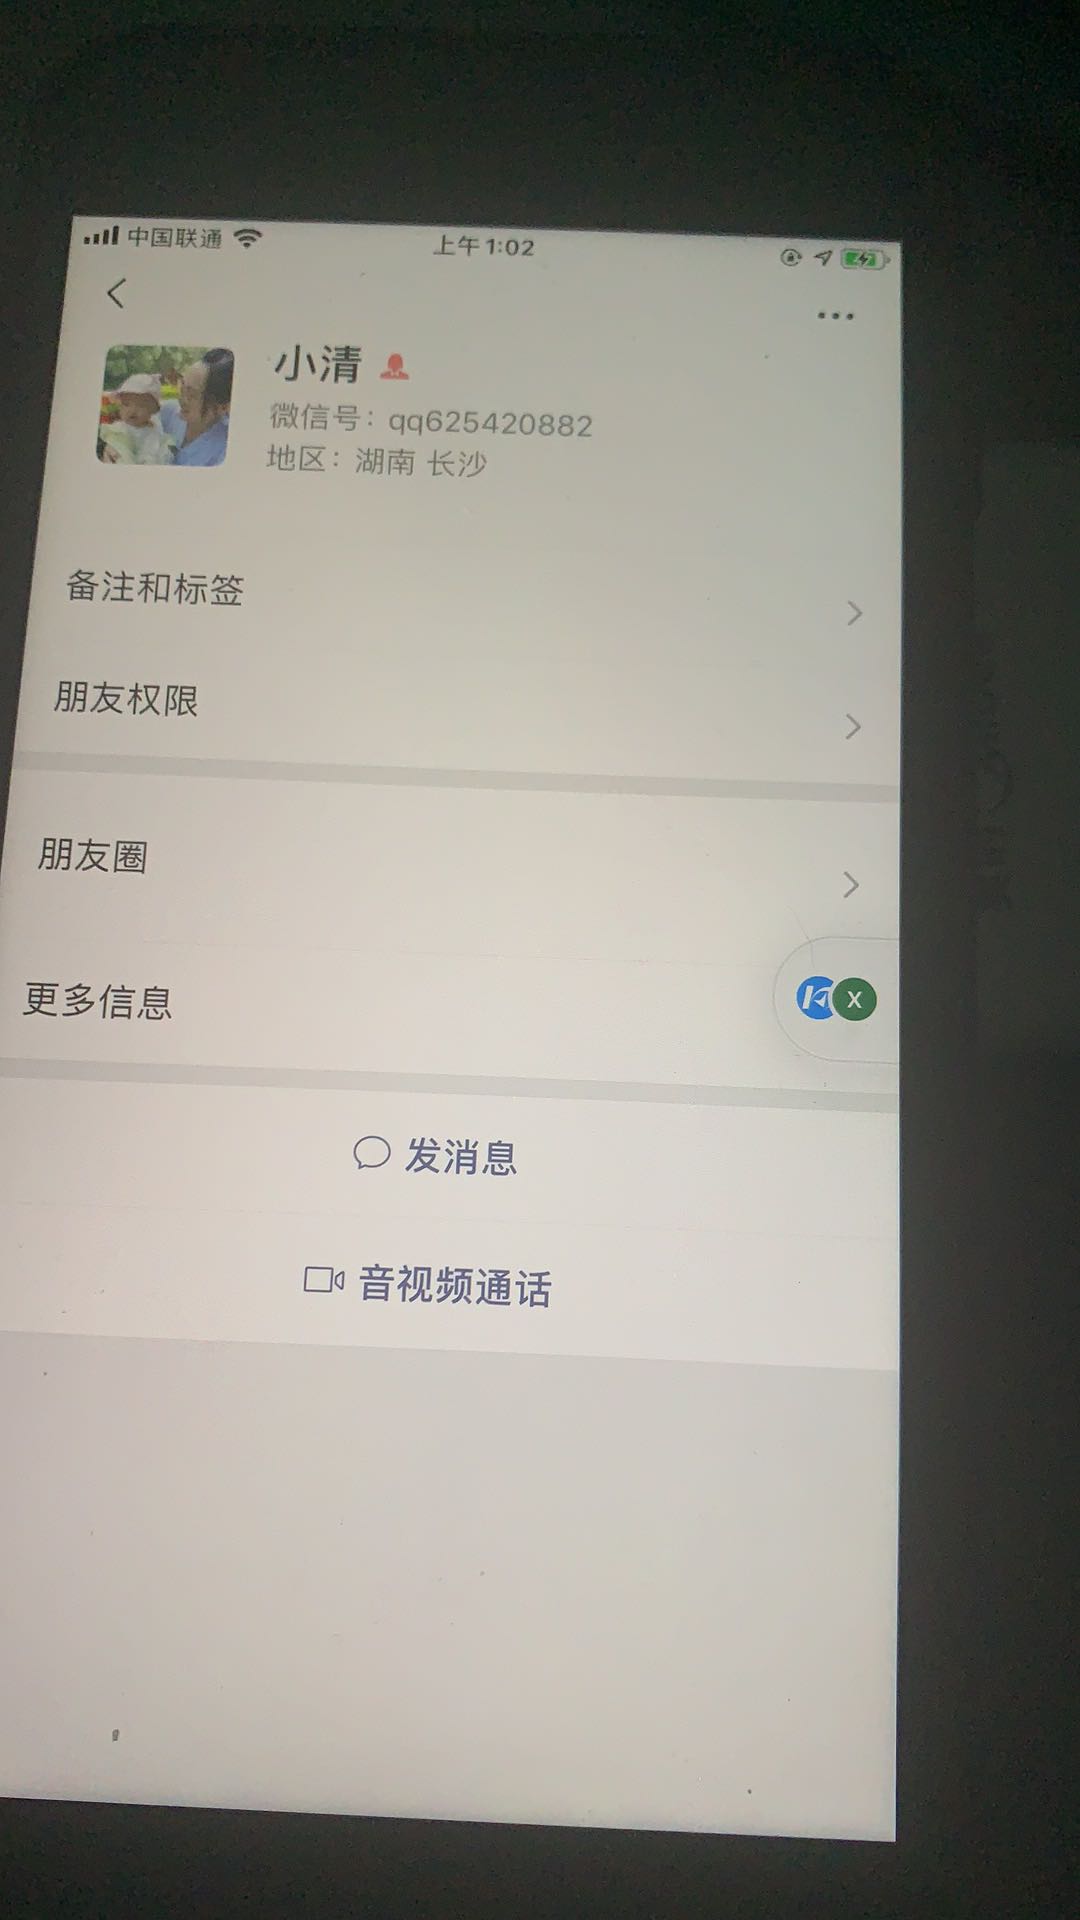 中国联通
上午1:02
小清
微信号：qq625420882
地区：湖南 长沙
备注和标签
朋友权限
朋友圈
更多信息
X
发消息
音视频通话